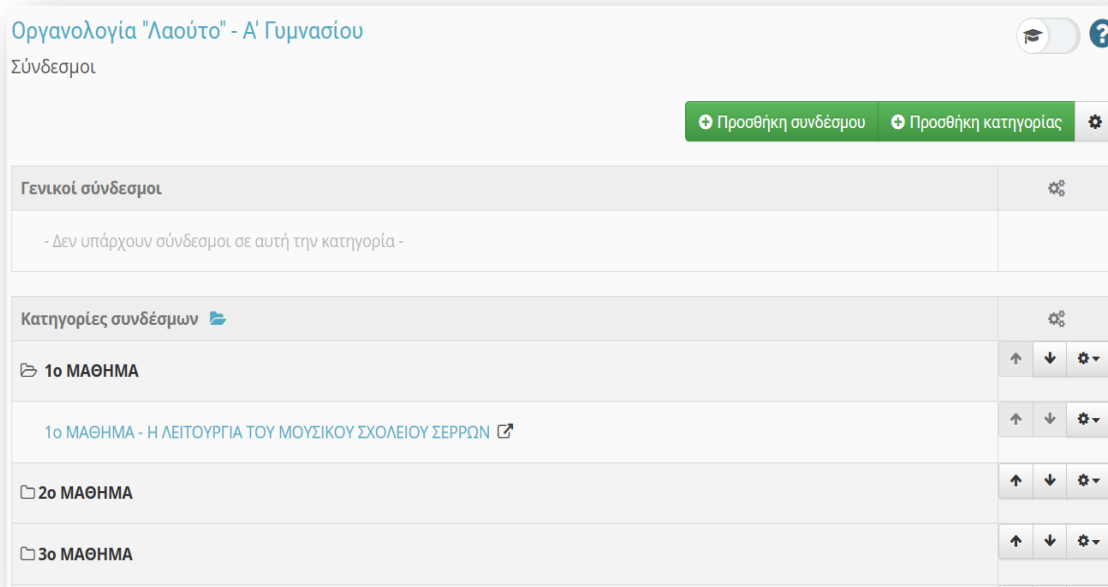 Οργανολογία "Λαούτο" - Α' Γυμνασίου
Σύνδεσμοι
Προσθήκη συνδέσμου Προσθήκη κατηγορίας
Γενικοί σύνδεσμοι
- Δεν υπάρχουν σύνδεσμοι σε αυτή την κατηγορία -
Κατηγορίες συνδέσμων
1ο ΜΑΘΗΜΑ
1ο ΜΑΘΗΜΑ - Η ΛΕΙΤΟΥΡΓΙΑ ΤΟΥ ΜΟΥΣΙΚΟΥ ΣΧΟΛΕΙΟΥ ΣΕΡΡΩΝ
2ο ΜΑΘΗΜΑ
3ο ΜΑΘΗΜΑ